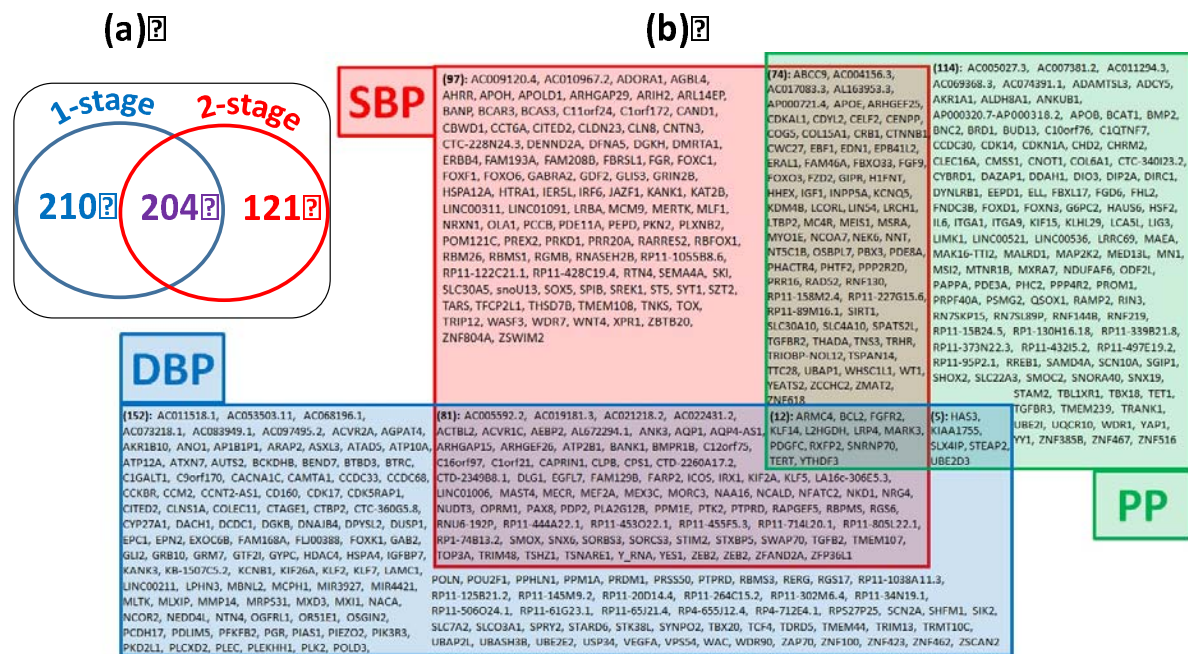 (a)⍰
(b)⍰
1-stage
2-stage
210⍰
204⍰
121⍰
SBP
(97): AC009120.4, AC010967.2, ADORA1, AGBL4,
AHRR, APOH, APOLD1, ARHGAP29, ARIH2, ARL14EP,
BANP, BCAR3, BCAS3, C11orf24, C1orf172, CAND1,
CBWD1, CCT6A, CITED2, CLDN23, CLN8, CNTN3,
CTC-228N24.3, DENND2A, DFNA5, DGKH, DMRTA1,
ERBB4, FAM193A, FAM208B, FBRSL1, FGR, FOXC1,
FOXF1, FOXO6, GABRA2, GDF2, GLIS3, GRIN2B,
HSPA12A, HTRA1, IER5L, IRF6, JAZF1, KANK1, KAT2B,
LINC00311, LINC01091, LRBA, MCM9, MERTK, MLF1,
NRXN1, OLA1, PCCB, PDE11A, PEPD, PKN2, PLXNB2,
POM121C, PREX2, PRKD1, PRR20A, RARRES2, RBFOX1,
RBM26, RBMS1, RGMB, RNASEH2B, RP11-1055B8.6,
RP11-122C21.1, RP11-428C19.4, RTN4, SEMA4A, SKI,
SLC30A5, snoU13, SOX5, SPIB, SREK1, ST5, SYT1, SZT2,
TARS, TFCP2L1, THSD7B, TMEM108, TNKS, TOX,
TRIP12, WASF3, WDR7, WNT4, XPR1, ZBTB20,
ZNF804A, ZSWIM2
(74): ABCC9, AC004156.3,
AC017083.3, AL163953.3,
AP000721.4, APOE, ARHGEF25,
CDKAL1, CDYL2, CELF2, CENPP,
COG5, COL15A1, CRB1, CTNNB1
CWC27, EBF1, EDN1, EPB41L2,
ERAL1, FAM46A, FBXO33, FGF9,
FOXO3, FZD2, GIPR, H1FNT,
HHEX, IGF1, INPP5A, KCNQ5,
KDM4B, LCORL, LIN54, LRCH1,
LTBP2, MC4R, MEIS1, MSRA,
MYO1E, NCOA7, NEK6, NNT,
NT5C1B, OSBPL7, PBX3, PDE8A,
PHACTR4, PHTF2, PPP2R2D,
PRR16, RAD52, RNF130,
RP11-158M2.4, RP11-227G15.6,
RP11-89M16.1, SIRT1,
SLC30A10, SLC4A10, SPATS2L,
TGFBR2, THADA, TNS3, TRHR,
TRIOBP-NOL12, TSPAN14,
TTC28, UBAP1, WHSC1L1, WT1,
YEATS2, ZCCHC2, ZMAT2,
ZNF618
(114): AC005027.3, AC007381.2, AC011294.3,
AC069368.3, AC074391.1, ADAMTSL3, ADCY5,
AKR1A1, ALDH8A1, ANKUB1,
AP000320.7-AP000318.2, APOB, BCAT1, BMP2,
BNC2, BRD1, BUD13, C10orf76, C1QTNF7,
CCDC30, CDK14, CDKN1A, CHD2, CHRM2,
CLEC16A, CMSS1, CNOT1, COL6A1, CTC-340I23.2,
CYBRD1, DAZAP1, DDAH1, DIO3, DIP2A, DIRC1,
DYNLRB1, EEPD1, ELL, FBXL17, FGD6, FHL2,
FNDC3B, FOXD1, FOXN3, G6PC2, HAUS6, HSF2,
IL6, ITGA1, ITGA9, KIF15, KLHL29, LCA5L, LIG3,
LIMK1, LINC00521, LINC00536, LRRC69, MAEA,
MAK16-TTI2, MALRD1, MAP2K2, MED13L, MN1,
MSI2, MTNR1B, MXRA7, NDUFAF6, ODF2L,
PAPPA, PDE3A, PHC2, PPP4R2, PROM1,
PRPF40A, PSMG2, QSOX1, RAMP2, RIN3,
RN7SKP15, RN7SL89P, RNF144B, RNF219,
RP11-15B24.5, RP1-130H16.18, RP11-339B21.8,
RP11-373N22.3, RP11-432I5.2, RP11-497E19.2,
RP11-95P2.1, RREB1, SAMD4A, SCN10A, SGIP1,
SHOX2, SLC22A3, SMOC2, SNORA40, SNX19,
STAM2, TBL1XR1, TBX18, TET1,
TGFBR3, TMEM239, TRANK1,
UBE2I, UQCR10, WDR1, YAP1,
YY1, ZNF385B, ZNF467, ZNF516
DBP
(152): AC011518.1, AC053503.11, AC068196.1,
AC073218.1, AC083949.1, AC097495.2, ACVR2A, AGPAT4,
AKR1B10, ANO1, AP1B1P1, ARAP2, ASXL3, ATAD5, ATP10A,
ATP12A, ATXN7, AUTS2, BCKDHB, BEND7, BTBD3, BTRC,
C1GALT1, C9orf170, CACNA1C, CAMTA1, CCDC33, CCDC68,
CCKBR, CCM2, CCNT2-AS1, CD160, CDK17, CDK5RAP1,
CITED2, CLNS1A, COLEC11, CTAGE1, CTBP2, CTC-360G5.8,
CYP27A1, DACH1, DCDC1, DGKB, DNAJB4, DPYSL2, DUSP1,
EPC1, EPN2, EXOC6B, FAM168A, FLJ00388, FOXK1, GAB2,
GLI2, GRB10, GRM7, GTF2I, GYPC, HDAC4, HSPA4, IGFBP7,
KANK3, KB-1507C5.2, KCNB1, KIF26A, KLF2, KLF7, LAMC1,
LINC00211, LPHN3, MBNL2, MCPH1, MIR3927, MIR4421,
MLTK, MLXIP, MMP14, MRPS31, MXD3, MXI1, NACA,
NCOR2, NEDD4L, NTN4, OGFRL1, OR51E1, OSGIN2,
PCDH17, PDLIM5, PFKFB2, PGR, PIAS1, PIEZO2, PIK3R3,
PKD2L1, PLCXD2, PLEC, PLEKHH1, PLK2, POLD3,
POLN, POU2F1, PPHLN1, PPM1A, PRDM1, PRSS50, PTPRD, RBMS3, RERG, RGS17, RP11-1038A11.3,
RP11-125B21.2, RP11-145M9.2, RP11-20D14.4, RP11-264C15.2, RP11-302M6.4, RP11-34N19.1,
RP11-506O24.1, RP11-61G23.1, RP11-65J21.4, RP4-655J12.4, RP4-712E4.1, RPS27P25, SCN2A, SHFM1, SIK2,
SLC7A2, SLCO3A1, SPRY2, STARD6, STK38L, SYNPO2, TBX20, TCF4, TDRD5, TMEM44, TRIM13, TRMT10C,
UBAP2L, UBASH3B, UBE2E2, USP34, VEGFA, VPS54, WAC, WDR90, ZAP70, ZNF100, ZNF423, ZNF462, ZSCAN2
(81): AC005592.2, AC019181.3, AC021218.2, AC022431.2,
ACTBL2, ACVR1C, AEBP2, AL672294.1, ANK3, AQP1, AQP4-AS1,
ARHGAP15, ARHGEF26, ATP2B1, BANK1, BMPR1B, C12orf75,
C16orf97, C1orf21, CAPRIN1, CLPB, CPS1, CTD-2260A17.2,
CTD-2349B8.1, DLG1, EGFL7, FAM129B, FARP2, ICOS, IRX1, KIF2A, KLF5, LA16c-306E5.3,
LINC01006, MAST4, MECR, MEF2A, MEX3C, MORC3, NAA16, NCALD, NFATC2, NKD1, NRG4,
NUDT3, OPRM1, PAX8, PDP2, PLA2G12B, PPM1E, PTK2, PTPRD, RAPGEF5, RBPMS, RGS6,
RNU6-192P, RP11-444A22.1, RP11-453O22.1, RP11-455F5.3, RP11-714L20.1, RP11-805L22.1,
RP1-74B13.2, SMOX, SNX6, SORBS3, SORCS3, STIM2, STXBP5, SWAP70, TGFB2, TMEM107,
TOP3A, TRIM48, TSHZ1, TSNARE1, Y_RNA, YES1, ZEB2, ZEB2, ZFAND2A, ZFP36L1
(12): ARMC4, BCL2, FGFR2,
KLF14, L2HGDH, LRP4, MARK3,
PDGFC, RXFP2, SNRNP70,
TERT, YTHDF3
(5): HAS3,
KIAA1755,
SLX4IP, STEAP2,
UBE2D3
PP